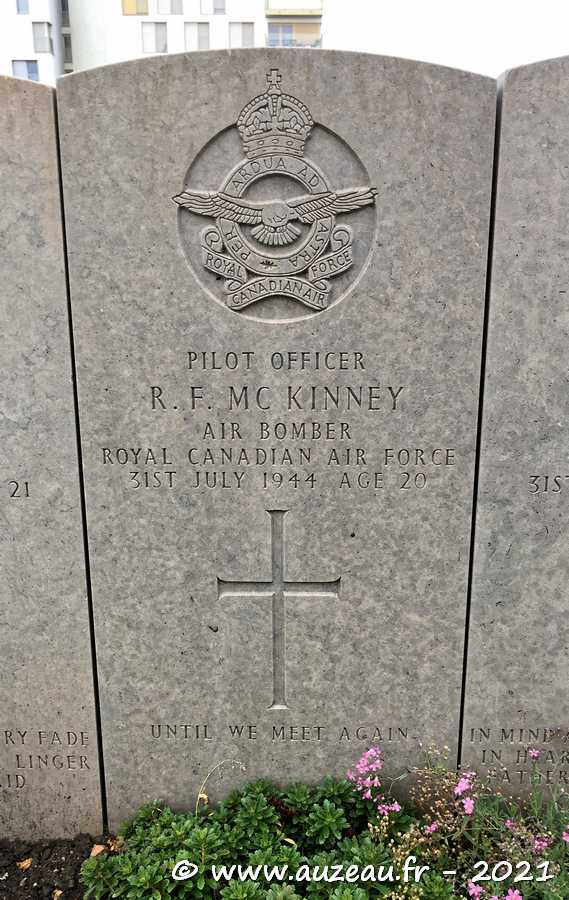 PER ARDUA AD ASTRA
ROYAL CANADIAN AIR FORCE
PILOT OFFICER
R. F. MC KINNEY
AIR BOMBER
ROYAL CANADIAN AIR FORCE
31ST JULY 1944 AGE 20
UNTIL WE MEET AGAIN
21
RY FADE
LINGER
AID
31ST
IN MIND
IN HEAR
FATHER
© www.auzeau.fr - 2021